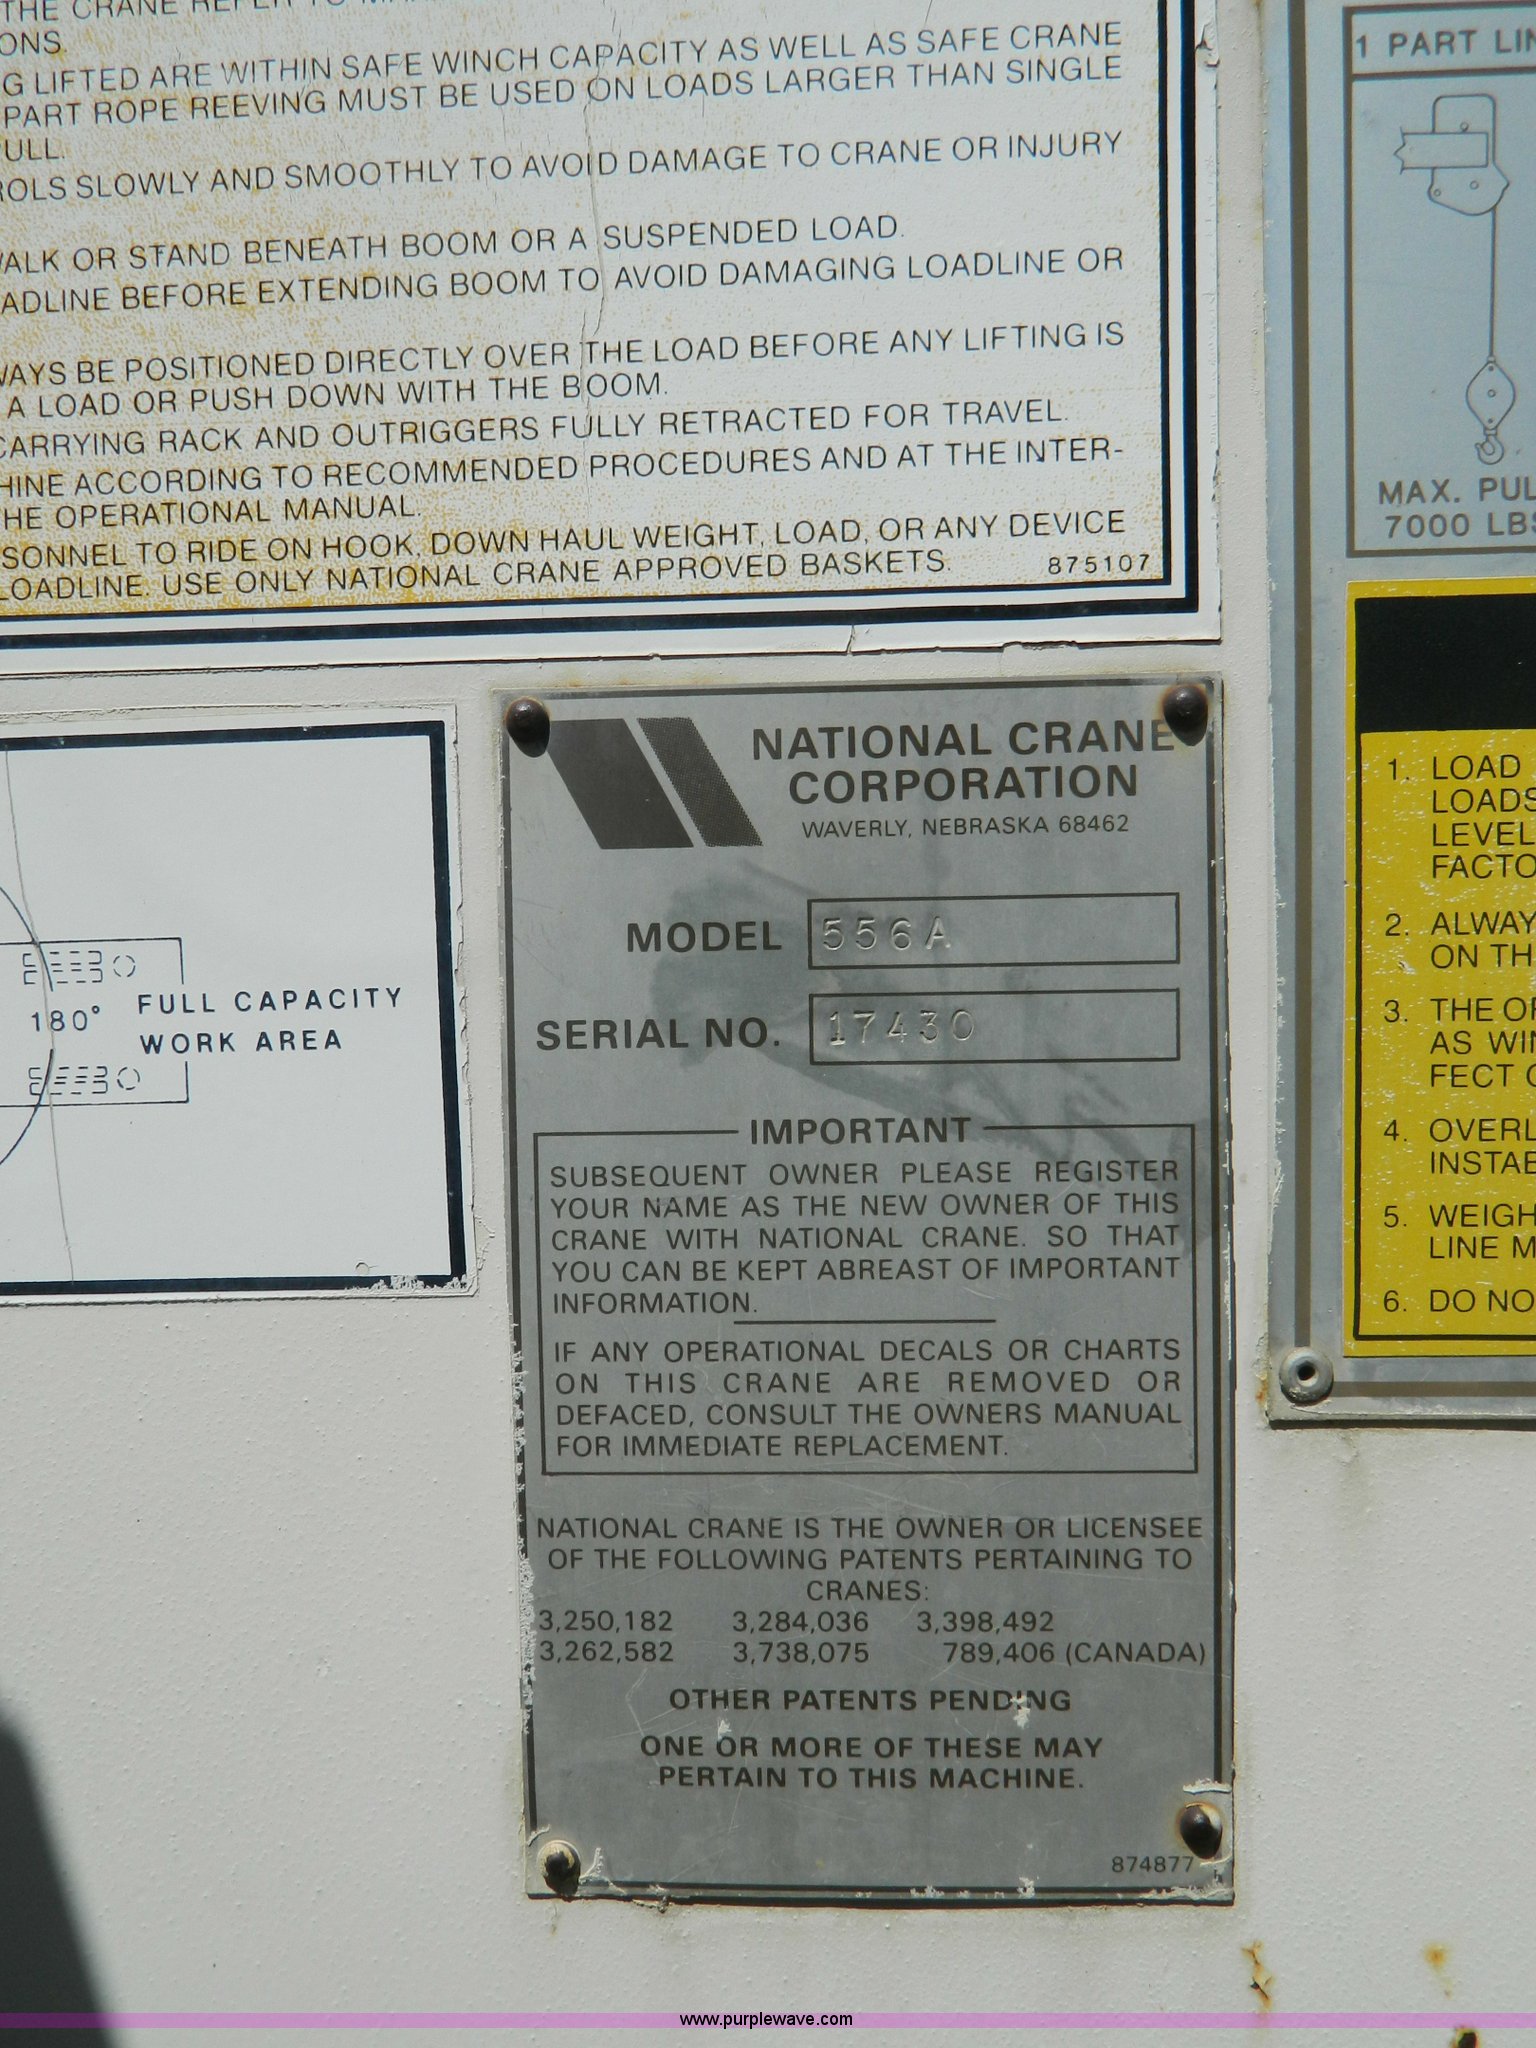 THE CRANE REFER TO
ONS
G LIFTED ARE WITHIN SAFE WINCH CAPACITY AS WELL AS SAFE CRANE
PART ROPE REEVING MUST BE USED ON LOADS LARGER THAN SINGLE
PULL.
ROLS SLOWLY AND SMOOTHLY TO AVOID DAMAGE TO CRANE OR INJURY
WALK OR STAND BENEATH BOOM OR A SUSPENDED LOAD.
ADLINE BEFORE EXTENDING BOOM TO AVOID DAMAGING LOADLINE OR
WAYS BE POSITIONED DIRECTLY OVER THE LOAD BEFORE ANY LIFTING IS
A LOAD OR PUSH DOWN WITH THE BOOM.
CARRYING RACK AND OUTRIGGERS FULLY RETRACTED FOR TRAVEL.
HINE ACCORDING TO RECOMMENDED PROCEDURES AND AT THE INTER-
HE OPERATIONAL MANUAL.
SONNEL TO RIDE ON HOOK, DOWN HAUL WEIGHT, LOAD, OR ANY DEVICE
LOADLINE. USE ONLY NATIONAL CRANE APPROVED BASKETS.
875107
180°
FULL CAPACITY
WORK AREA
NATIONAL CRANE
CORPORATION
WAVERLY, NEBRASKA 68462
MODEL 556A
SERIAL NO. 17430
IMPORTANT
SUBSEQUENT OWNER PLEASE REGISTER
YOUR NAME AS THE NEW OWNER OF THIS
CRANE WITH NATIONAL CRANE. SO THAT
YOU CAN BE KEPT ABREAST OF IMPORTANT
INFORMATION.
IF ANY OPERATIONAL DECALS OR CHARTS
ON THIS CRANE ARE REMOVED OR
DEFACED, CONSULT THE OWNERS MANUAL
FOR IMMEDIATE REPLACEMENT.
NATIONAL CRANE IS THE OWNER OR LICENSEE
OF THE FOLLOWING PATENTS PERTAINING TO
CRANES:
3,250,182 3,284,036 3,398,492
3,262,582 3,738,075 789,406 (CANADA)
OTHER PATENTS PENDING
ONE OR MORE OF THESE MAY
PERTAIN TO THIS MACHINE.
874877
1 PART LIN
MAX. PUL
7000 LBS
1. LOAD
LOADS
LEVEL
FACTO
2. ALWAY
ON TH
3. THE OP
AS WIN
FECT
4. OVERL
INSTAB
5. WEIGH
LINE M
6. DO NO
www.purplewave.com